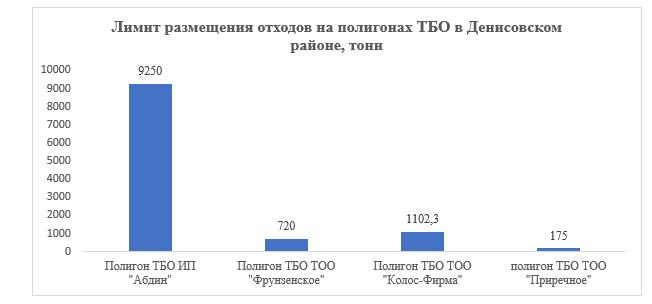 Лимит размещения отходов на полигонах ТБО в Денисовском
районе, тонн
10000
9000
8000
7000
6000
5000
4000
3000
2000
1000
0
9250
720
1102,3
175
Полигон ТБО ИП
"Абдин"
Полигон ТБО ТОО
"Фрунзенское"
Полигон ТБО ТОО
"Колос-Фирма"
полигон ТБО ТОО
"Приречное"